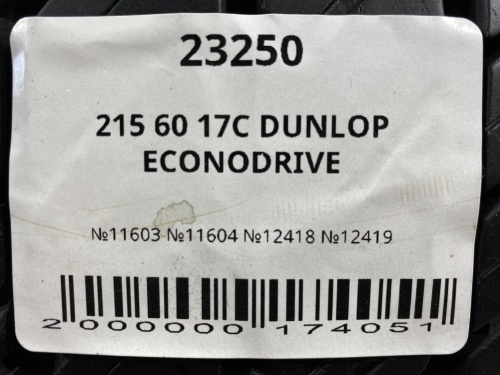 23250
215 60 17C DUNLOP
ECONODRIVE
№11603 №11604 №12418 №12419
2 000000 174051